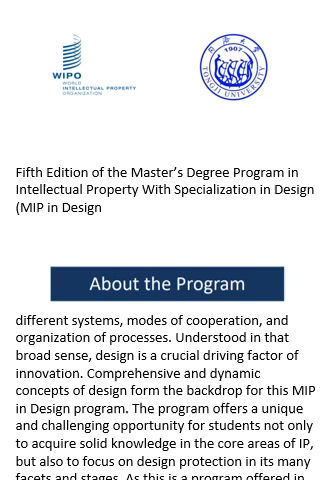 WIPO
WORLD
INTELLECTUAL PROPERTY
ORGANIZATION
同济大学
1907
TONGJI UNIVERSITY
Fifth Edition of the Master's Degree Program in
Intellectual Property With Specialization in Design
(MIP in Design
About the Program
different systems, modes of cooperation, and
organization of processes. Understood in that
broad sense, design is a crucial driving factor of
innovation. Comprehensive and dynamic
concepts of design form the backdrop for this MIP
in Design program. The program offers a unique
and challenging opportunity for students not only
to acquire solid knowledge in the core areas of IP,
but also to focus on design protection in its many
facets and stages. As this is a program offered in